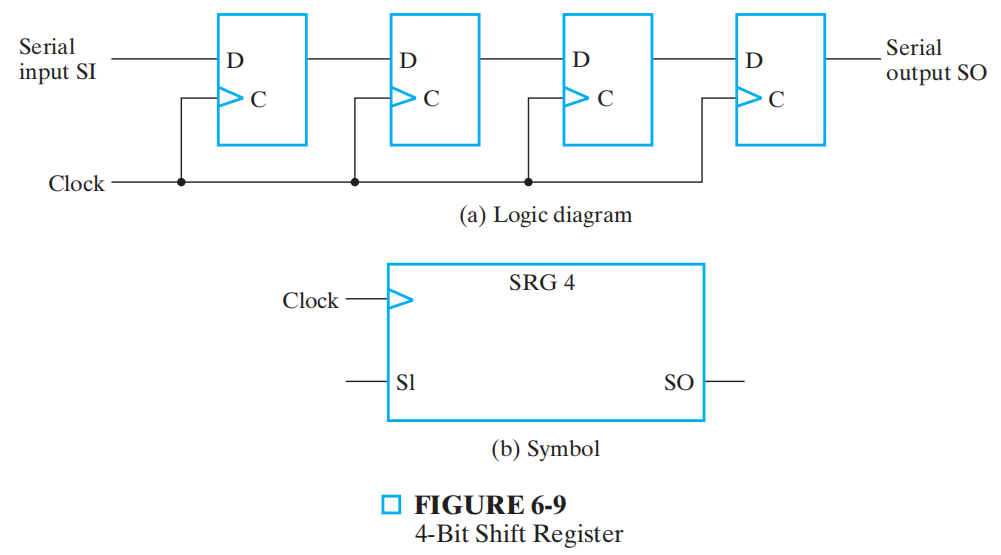 Serial
input SI
D
C
D
C
D
C
D
C
Serial
output SO
Clock
(a) Logic diagram
SRG 4
Clock
Sl
SO
(b) Symbol
FIGURE 6-9
4-Bit Shift Register